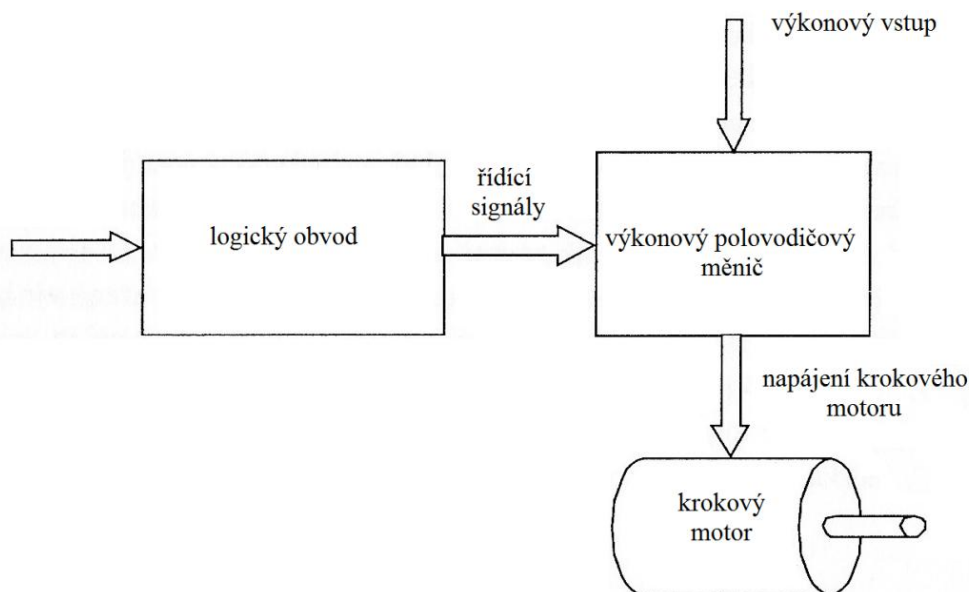 výkonový vstup
řídící
signály
logický obvod
výkonový polovodičový
měnič
napájení krokového
motoru
krokový
motor